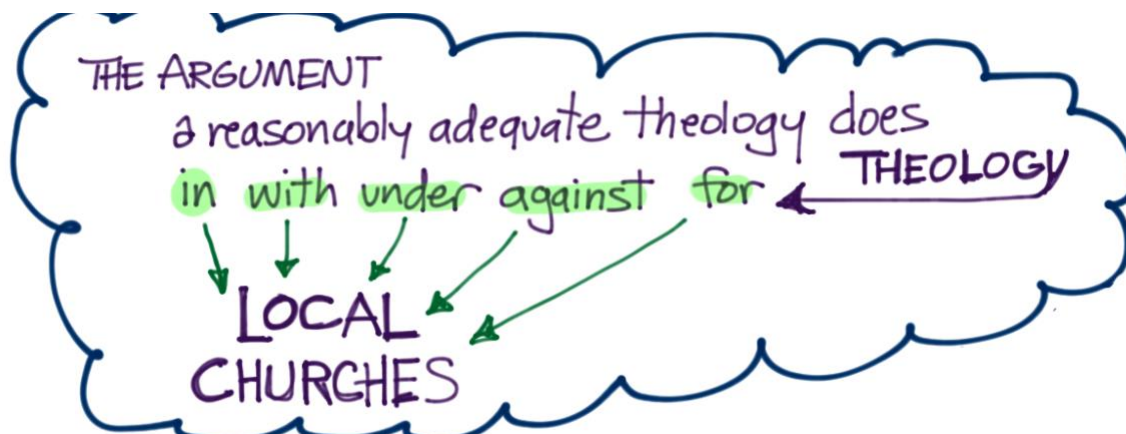 THE ARGUMENT
a reasonably adequate theology does
THEOLOGY
in with under against for
LOCAL
CHURCHES